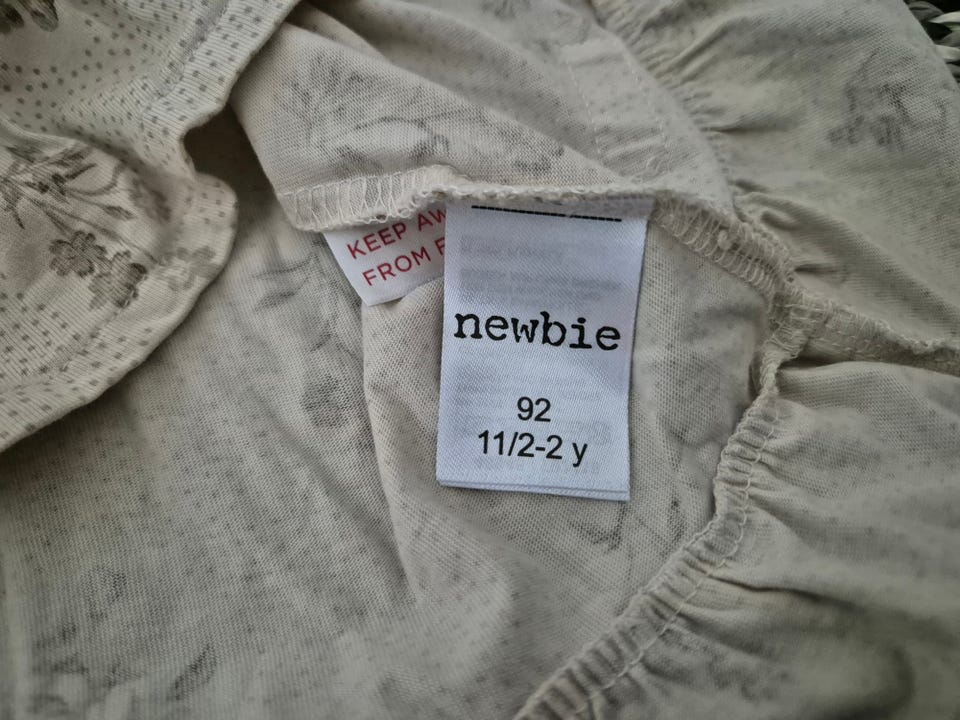 KEEP AW
FROM F
newbie
92
11/2-2 y